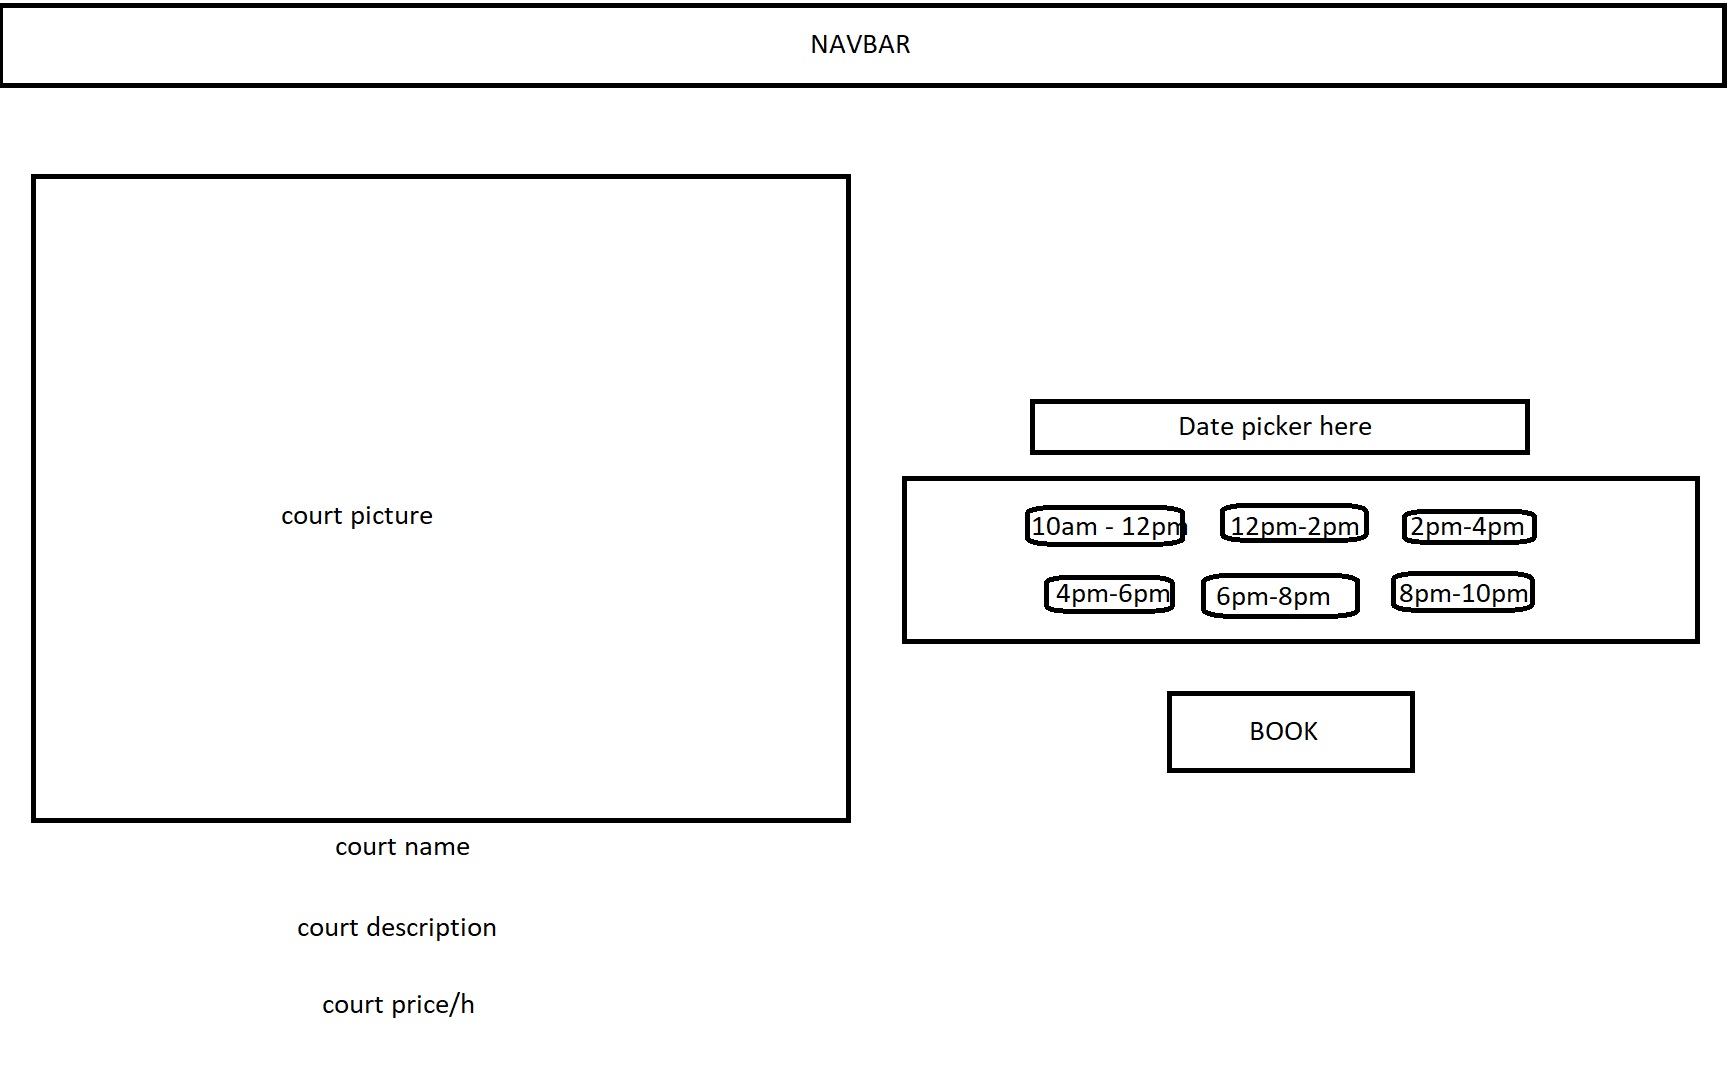 NAVBAR
court picture
court name
court description
court price/h
Date picker here
10am - 12pm
12pm-2pm
2pm-4pm
4pm-6pm
6pm-8pm
8pm-10pm
BOOK